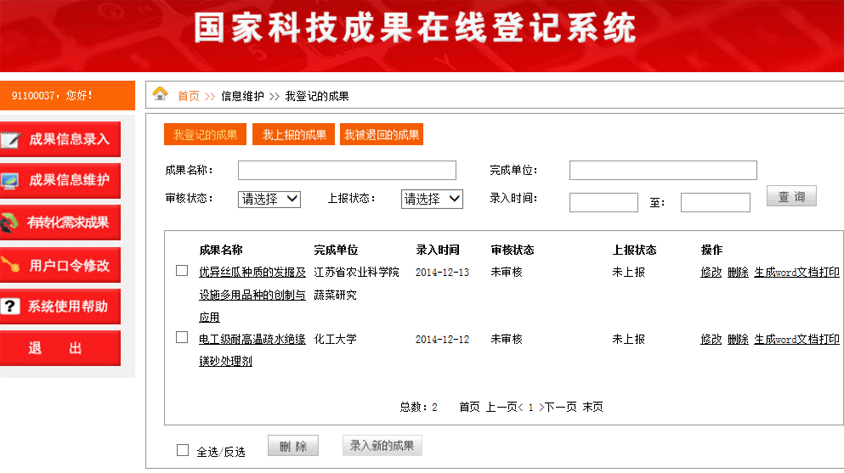 国家科技成果在线登记系统
91100037，您好！
首页 >> 信息维护 >> 我登记的成果
成果信息录入
成果信息维护
有转化需求成果
用户口令修改
系统使用帮助
退 出
我登记的成果 我上报的成果 我被退回的成果
成果名称： 完成单位：
审核状态： 请选择 上报状态： 请选择 录入时间： 至： 查 询
成果名称 完成单位 录入时间 审核状态 上报状态 操作
优异丝瓜种质的发掘及 江苏省农业科学院 2014-12-13 未审核 未上报 修改 删除 生成word文档打印
设施多用品种的创制与 蔬菜研究
应用
电工级耐高温疏水绝缘 化工大学 2014-12-12 未审核 未上报 修改 删除 生成word文档打印
镁砂处理剂
总数：2 首页 上一页< 1 >下一页 末页
全选/反选 删 除 录入新的成果